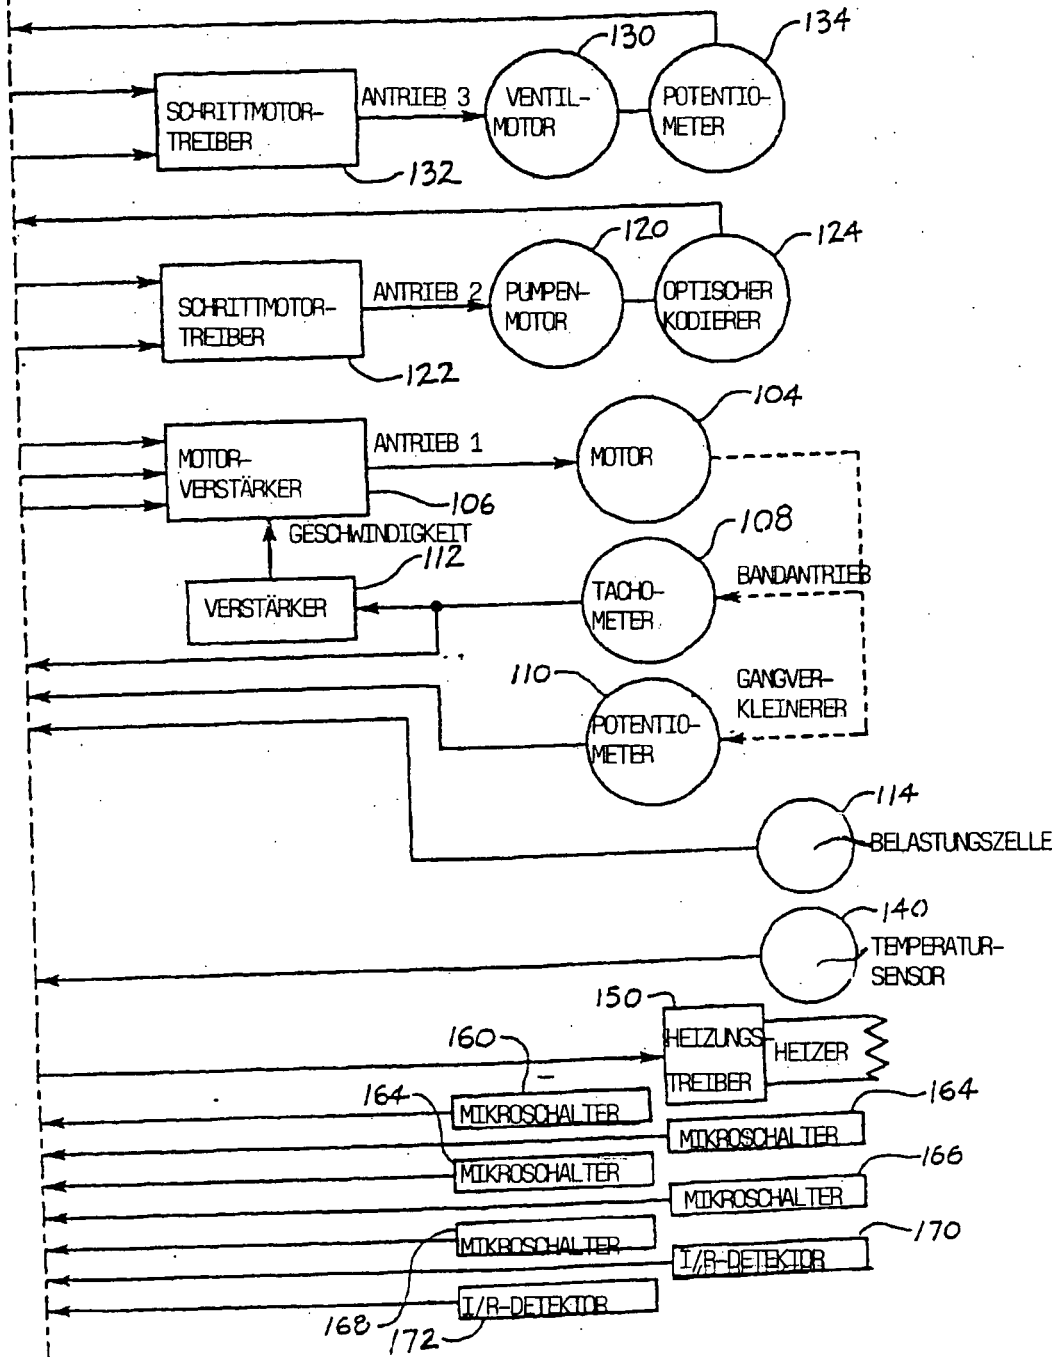 134
130
ANTRIEB 3
SCHRITTMOTOR-
TREIBER
VENTIL-
MOTOR
POTENTIO-
METER
132
120
124
ANTRIEB 2
SCHRITTMOTOR-
TREIBER
PUMPEN-
MOTOR
OPTISCHER
KODIERER
122
104
ANTRIEB 1
MOTOR-
VERSTÄRKER
MOTOR
106
GESCHWINDIGKEIT
108
112
VERSTÄRKER
TACHO-
METER
BANDANTRIEB
110
GANGVER-
KLEINERER
POTENTIO-
METER
114
BELASTUNGSZELLE
140
TEMPERATUR-
SENSOR
150
HEIZUNGS-
TREIBER
HEIZER
160
MIKROSCHALTER
164
164
MIKROSCHALTER
MIKROSCHALTER
166
MIKROSCHALTER
MIKROSCHALTER
170
I/R-DETEKTOR
I/R-DETEKTOR
168
172